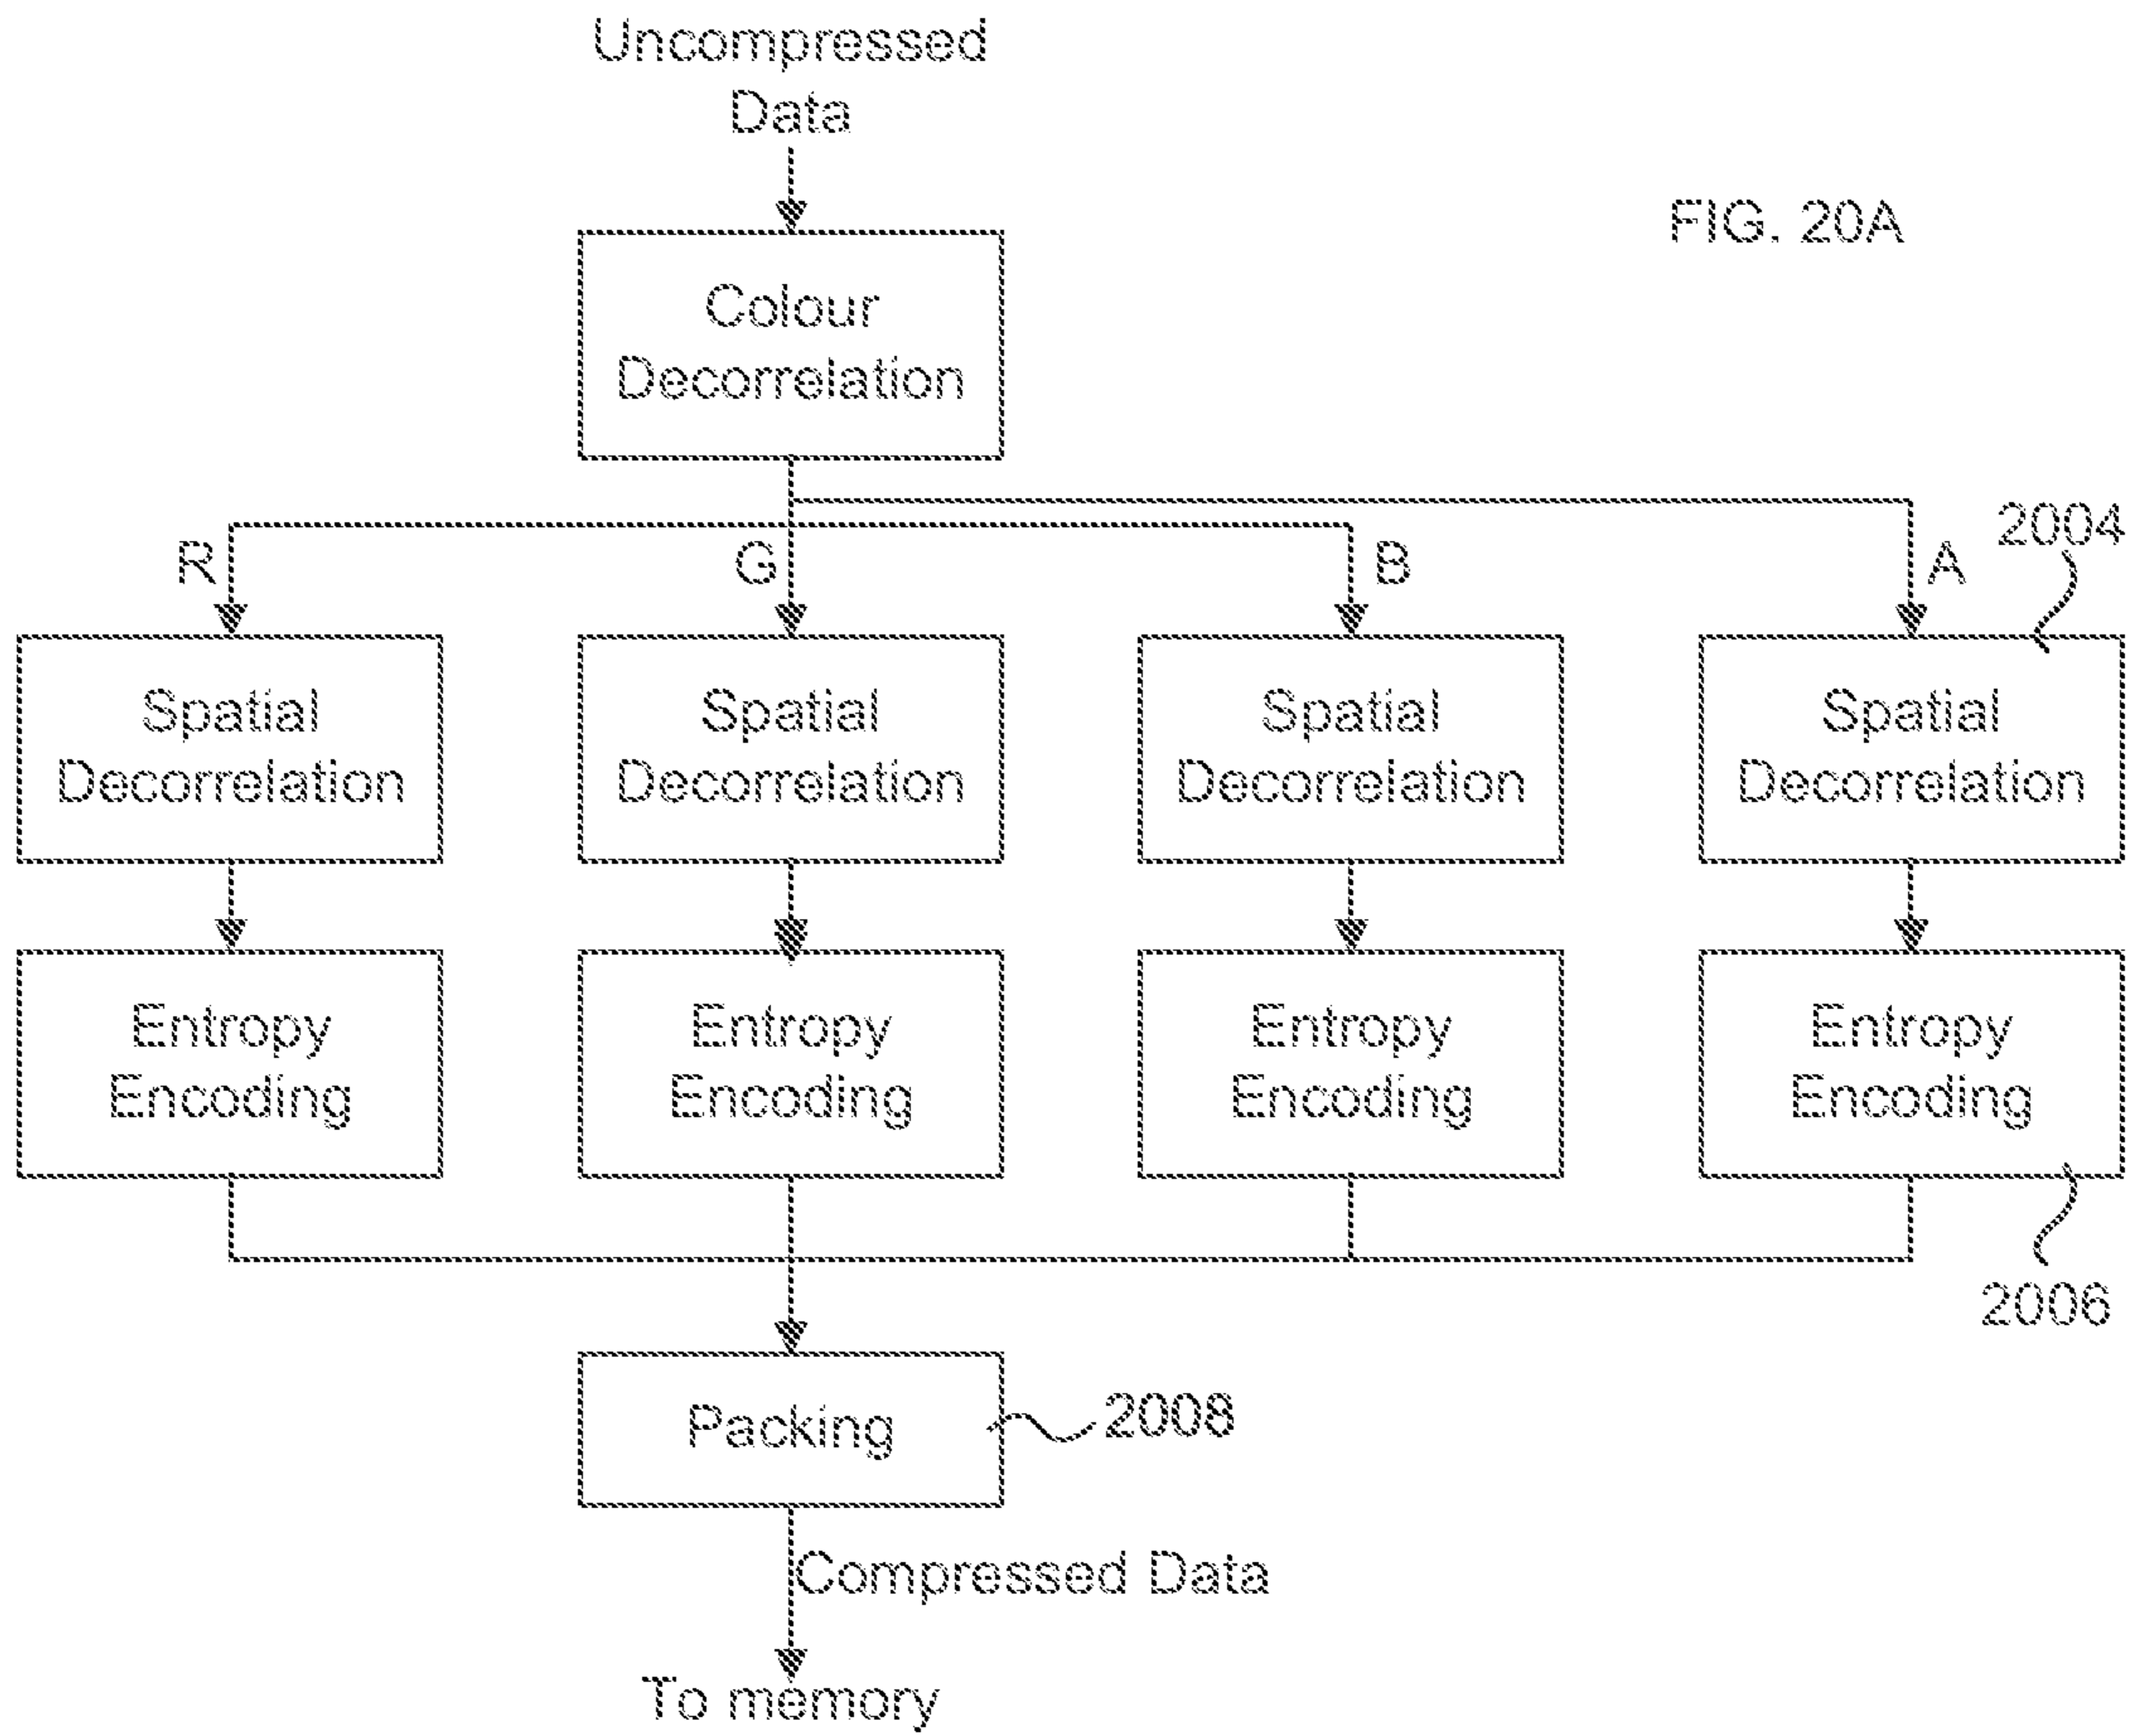 Uncompressed
Data
FIG. 20A
Colour
Decorrelation
R
G
B
A
2004
Spatial
Decorrelation
Spatial
Decorrelation
Spatial
Decorrelation
Spatial
Decorrelation
Entropy
Encoding
Entropy
Encoding
Entropy
Encoding
Entropy
Encoding
2006
Packing
2008
Compressed Data
To memory